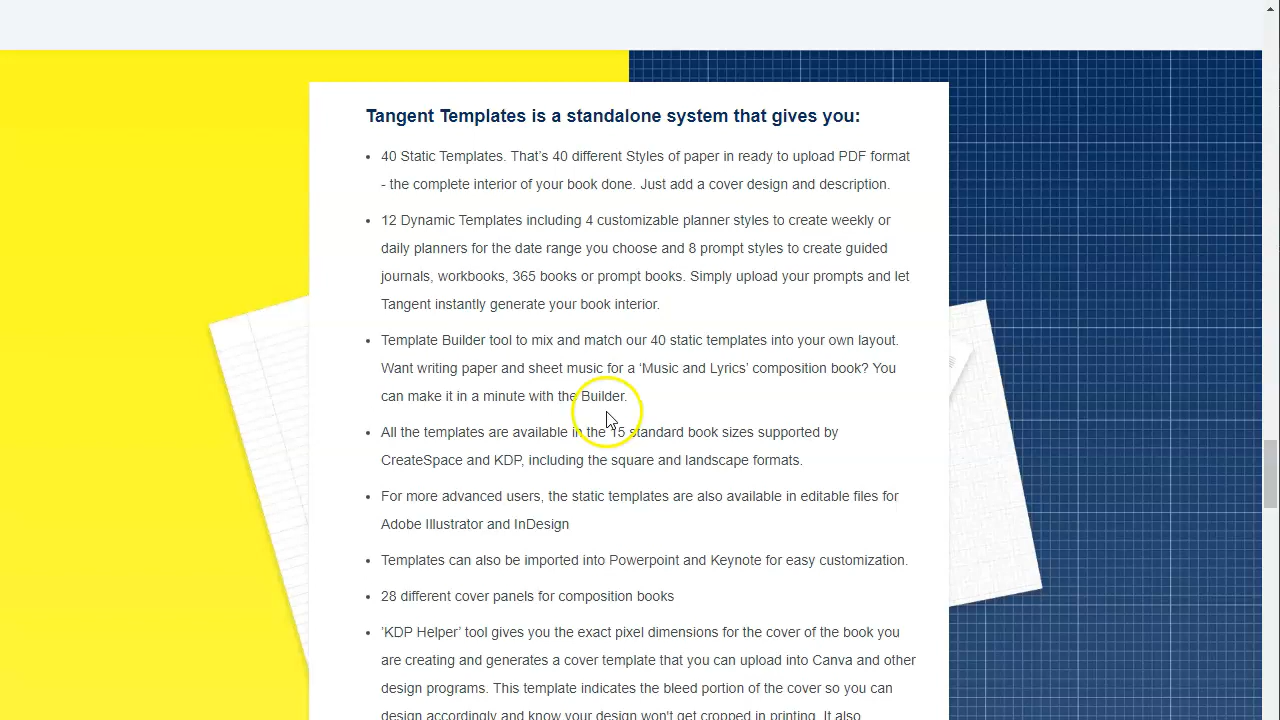 Tangent Templates is a standalone system that gives you:
• 40 Static Templates. That's 40 different Styles of paper in ready to upload PDF format
- the complete interior of your book done. Just add a cover design and description.
• 12 Dynamic Templates including 4 customizable planner styles to create weekly or
daily planners for the date range you choose and 8 prompt styles to create guided
journals, workbooks, 365 books or prompt books. Simply upload your prompts and let
Tangent instantly generate your book interior.
• Template Builder tool to mix and match our 40 static templates into your own layout.
Want writing paper and sheet music for a ‘Music and Lyrics’ composition book? You
can make it in a minute with the Builder.
• All the templates are available in the 15 standard book sizes supported by
CreateSpace and KDP, including the square and landscape formats.
• For more advanced users, the static templates are also available in editable files for
Adobe Illustrator and InDesign
• Templates can also be imported into Powerpoint and Keynote for easy customization.
• 28 different cover panels for composition books
• ‘KDP Helper’ tool gives you the exact pixel dimensions for the cover of the book you
are creating and generates a cover template that you can upload into Canva and other
design programs. This template indicates the bleed portion of the cover so you can
design accordingly and know your design won't get cropped in printing. It also